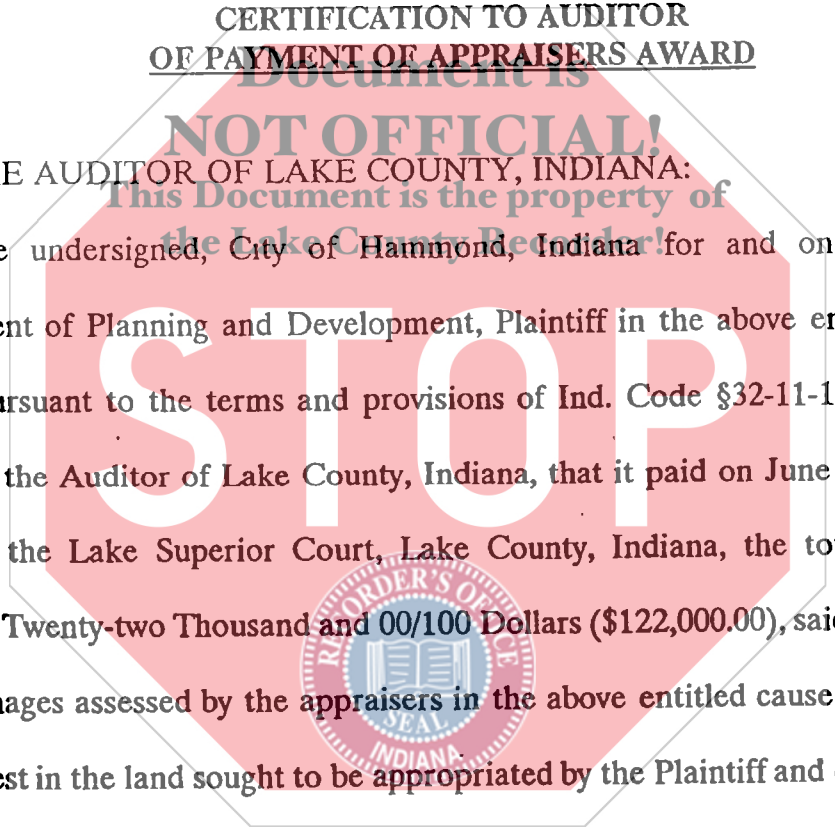 CERTIFICATION TO AUDITOR
OF PAYMENT OF APPRAISERS AWARD
Document is
NOT OFFICIAL!
E AUDITOR OF LAKE COUNTY, INDIANA:
This Document is the property of
the Lake County Recorder!
e undersigned, City of Hammond, Indiana for and on
ent of Planning and Development, Plaintiff in the above er
ursuant to the terms and provisions of Ind. Code §32-11-1
STOP
the Auditor of Lake County, Indiana, that it paid on June
the Lake Superior Court, Lake County, Indiana, the to
Twenty-two Thousand and 00/100 Dollars ($122,000.00), said
RECORDER'S OFFICE
SEAL
INDIANA
nages assessed by the appraisers in the above entitled cause
est in the land sought to be appropriated by the Plaintiff and